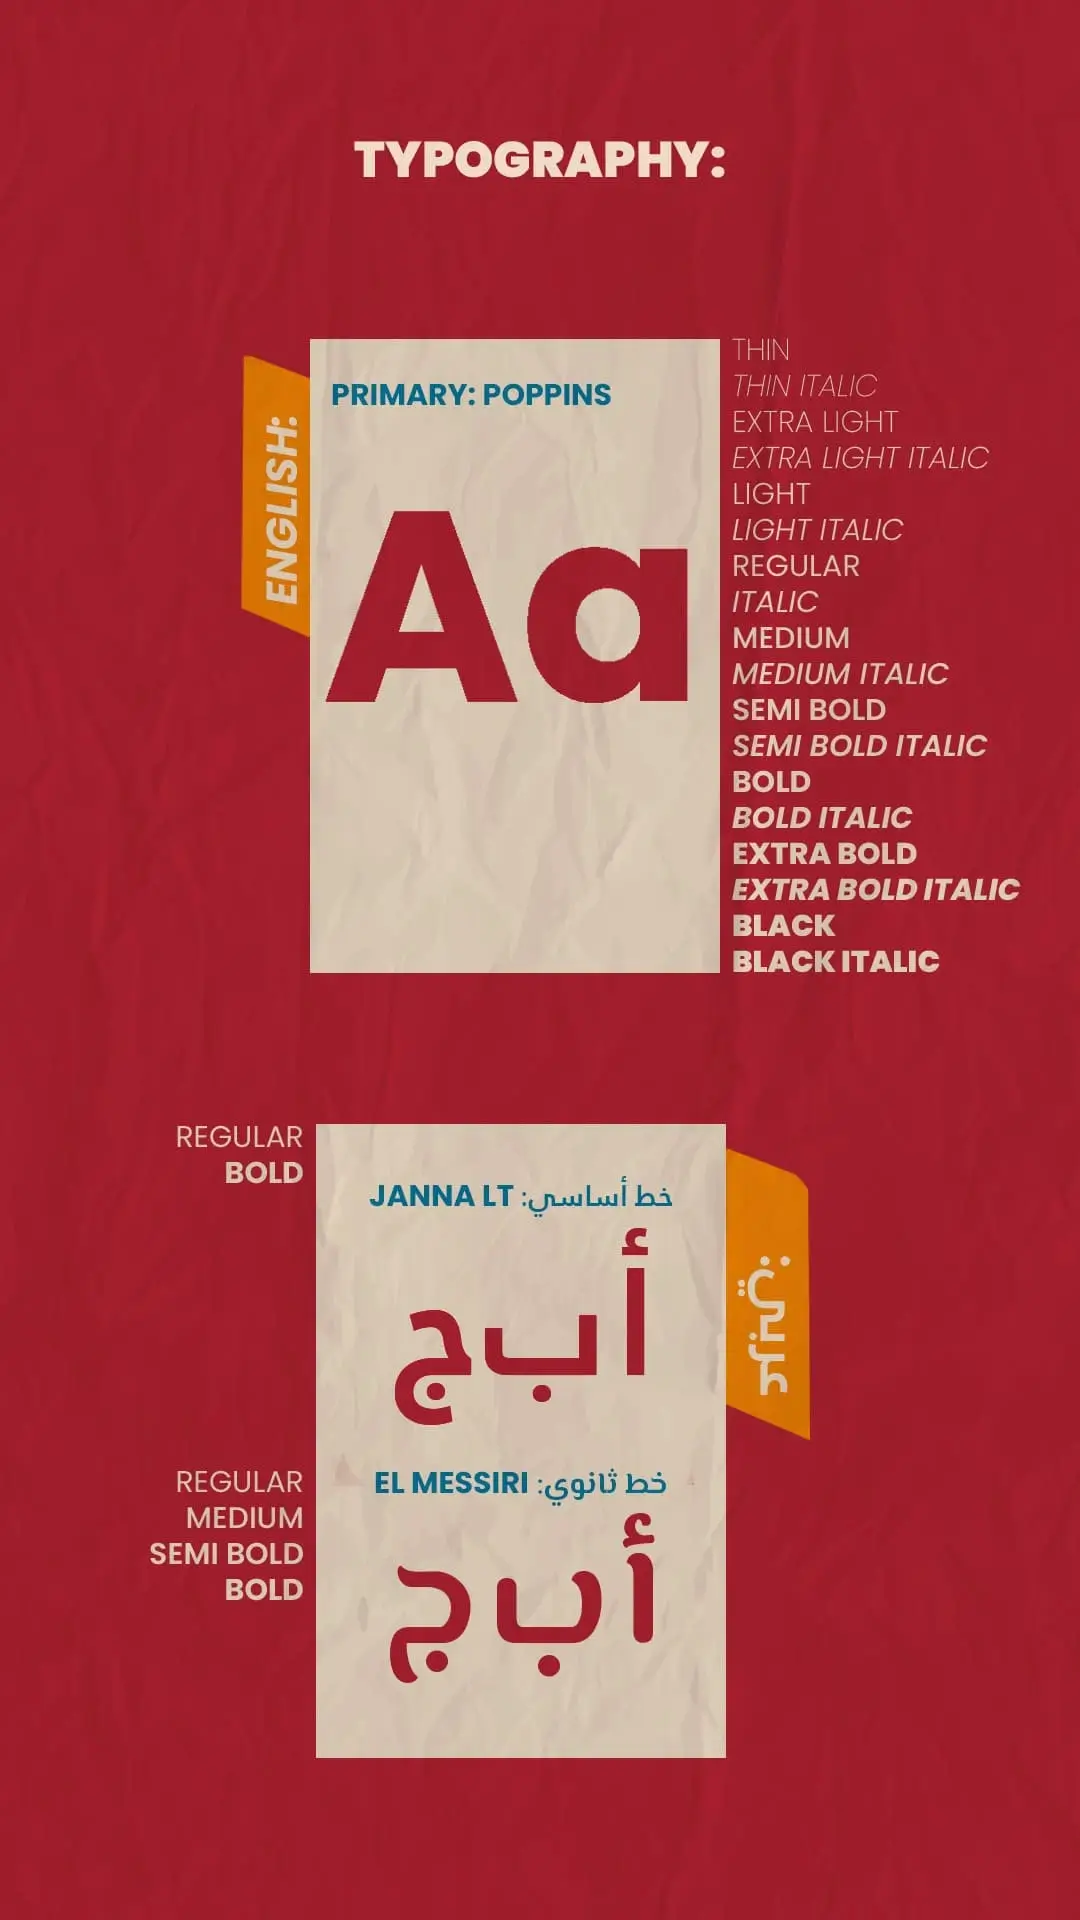 TYPOGRAPHY:
ENGLISH:
PRIMARY: POPPINS
Aa
THIN
THIN ITALIC
EXTRA LIGHT
EXTRA LIGHT ITALIC
LIGHT
LIGHT ITALIC
REGULAR
ITALIC
MEDIUM
MEDIUM ITALIC
SEMI BOLD
SEMI BOLD ITALIC
BOLD
BOLD ITALIC
EXTRA BOLD
EXTRA BOLD ITALIC
BLACK
BLACK ITALIC
عربي:
خط أساسي: JANNA LT
أ ب ج
REGULAR
BOLD
خط ثانوي: EL MESSIRI
أ ب ج
REGULAR
MEDIUM
SEMI BOLD
BOLD